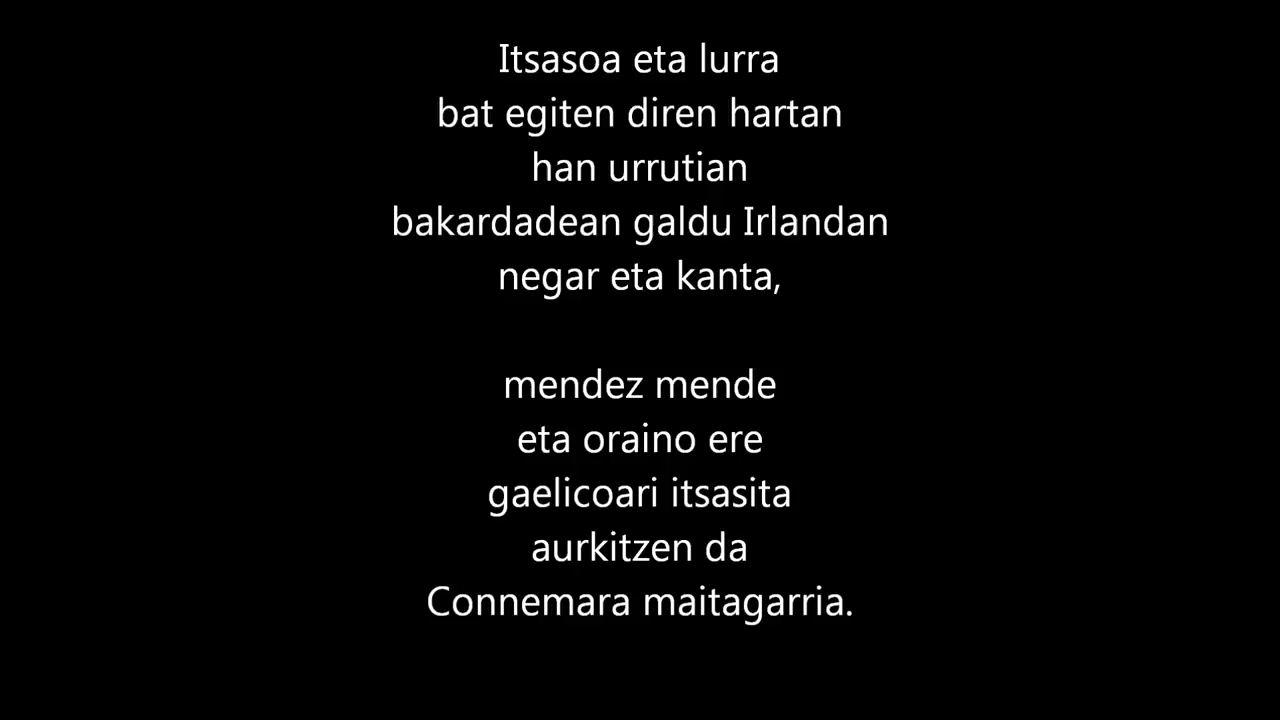 Itsasoa eta lurra
bat egiten diren hartan
han urrutian
bakardadean galdu Irlandan
negar eta kanta,
mendez mende
eta oraino ere
gaelicoari itsasita
aurkitzen da
Connemara maitagarria.